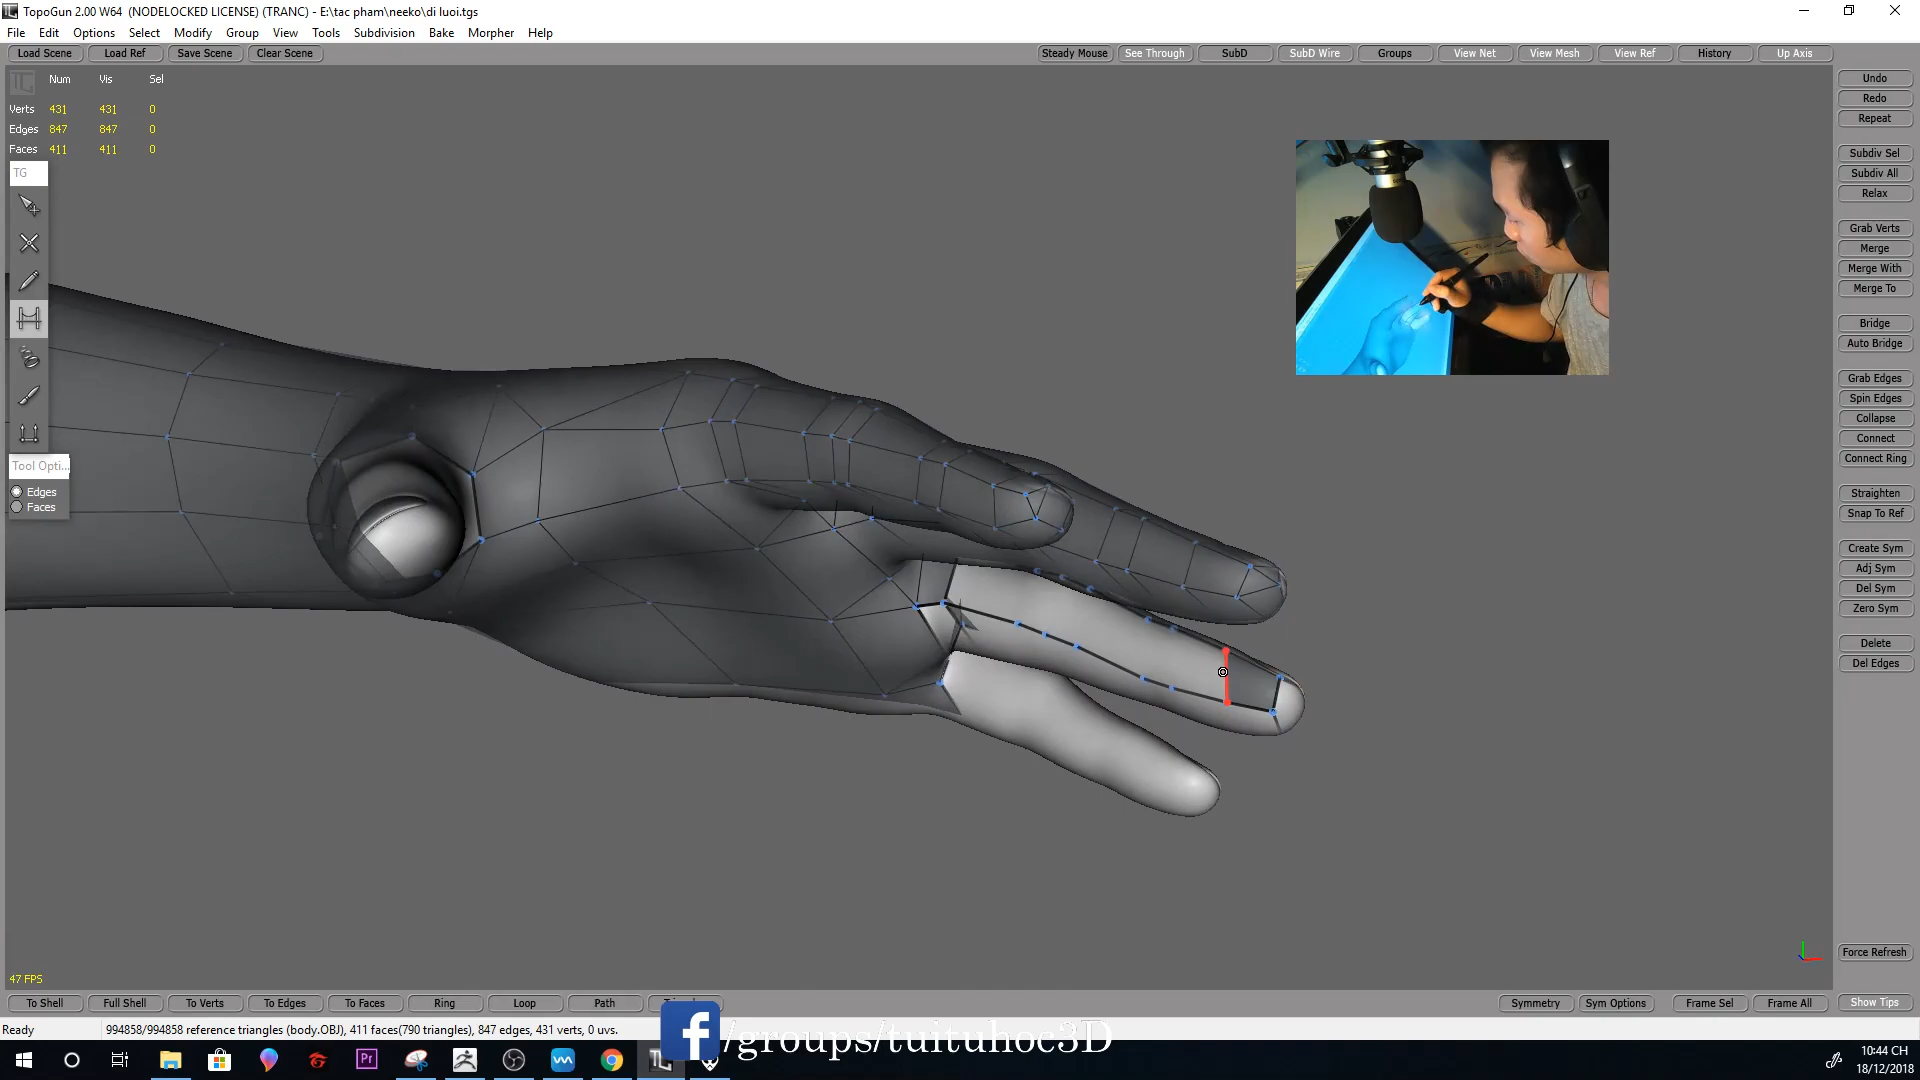 TopoGun 2.00 W64 (NODELOCKED LICENSE) (TRANC) - E:\tac pham\neeko\di luoi.tgs
File Edit Options Select Modify Group View Tools Subdivision Bake Morpher Help
Load Scene Load Ref Save Scene Clear Scene Steady Mouse See Through SubD SubD Wire Groups View Net View Mesh View Ref History Up Axis
Num Vis Sel
Verts 431 431 0
Edges 847 847 0
Faces 411 411 0
TG
Tool Opti...
Edges
Faces
Undo
Redo
Repeat
Subdiv Sel
Subdiv All
Relax
Grab Verts
Merge
Merge With
Merge To
Bridge
Auto Bridge
Grab Edges
Spin Edges
Collapse
Connect
Connect Ring
Straighten
Snap To Ref
Create Sym
Adj Sym
Del Sym
Zero Sym
Delete
Del Edges
Force Refresh
47 FPS
To Shell Full Shell To Verts To Edges To Faces Ring Loop Path Symmetry Sym Options Frame Sel Frame All Show Tips
Ready 994858/994858 reference triangles (body.OBJ), 411 faces(790 triangles), 847 edges, 431 verts, 0 uvs.
f /groups/tuituhoc3D
Pr
10:44 CH
18/12/2018